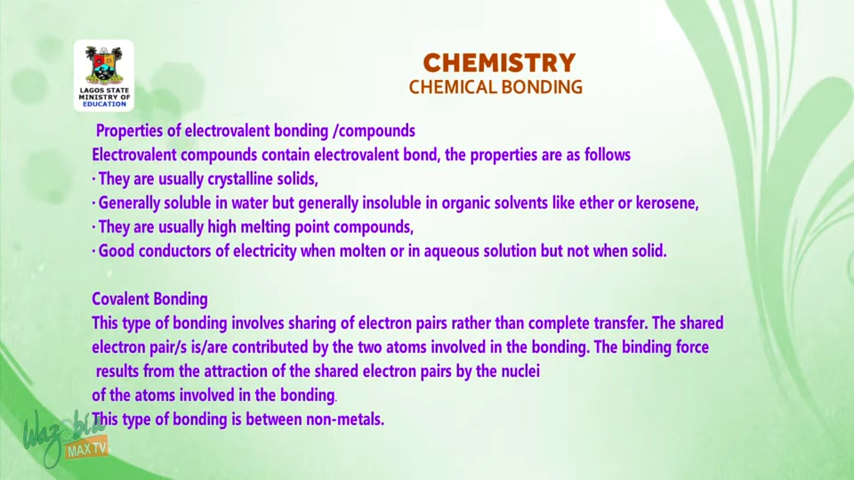 LAGOS STATE
MINISTRY OF
EDUCATION
CHEMISTRY
CHEMICAL BONDING
Properties of electrovalent bonding /compounds
Electrovalent compounds contain electrovalent bond, the properties are as follows
· They are usually crystalline solids,
· Generally soluble in water but generally insoluble in organic solvents like ether or kerosene,
· They are usually high melting point compounds,
· Good conductors of electricity when molten or in aqueous solution but not when solid.
Covalent Bonding
This type of bonding involves sharing of electron pairs rather than complete transfer. The shared
electron pair/s is/are contributed by the two atoms involved in the bonding. The binding force
results from the attraction of the shared electron pairs by the nuclei
of the atoms involved in the bonding.
This type of bonding is between non-metals.
Wazobia
MAX TV